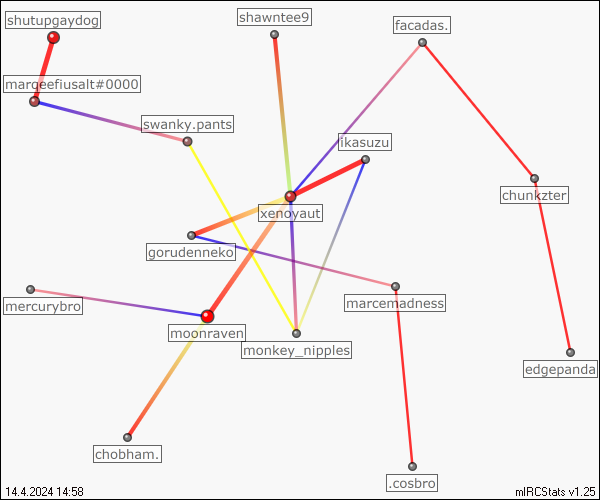 shutupgaydog
shawntee9
facadas.
marqeefiusalt#0000
swanky.pants
ikasuzu
chunkzter
xenoyaut
gorudenneko
marcemadness
mercurybro
moonraven
monkey_nipples
edgepanda
chobham.
.cosbro
14.4.2024 14:58
mIRCStats v1.25